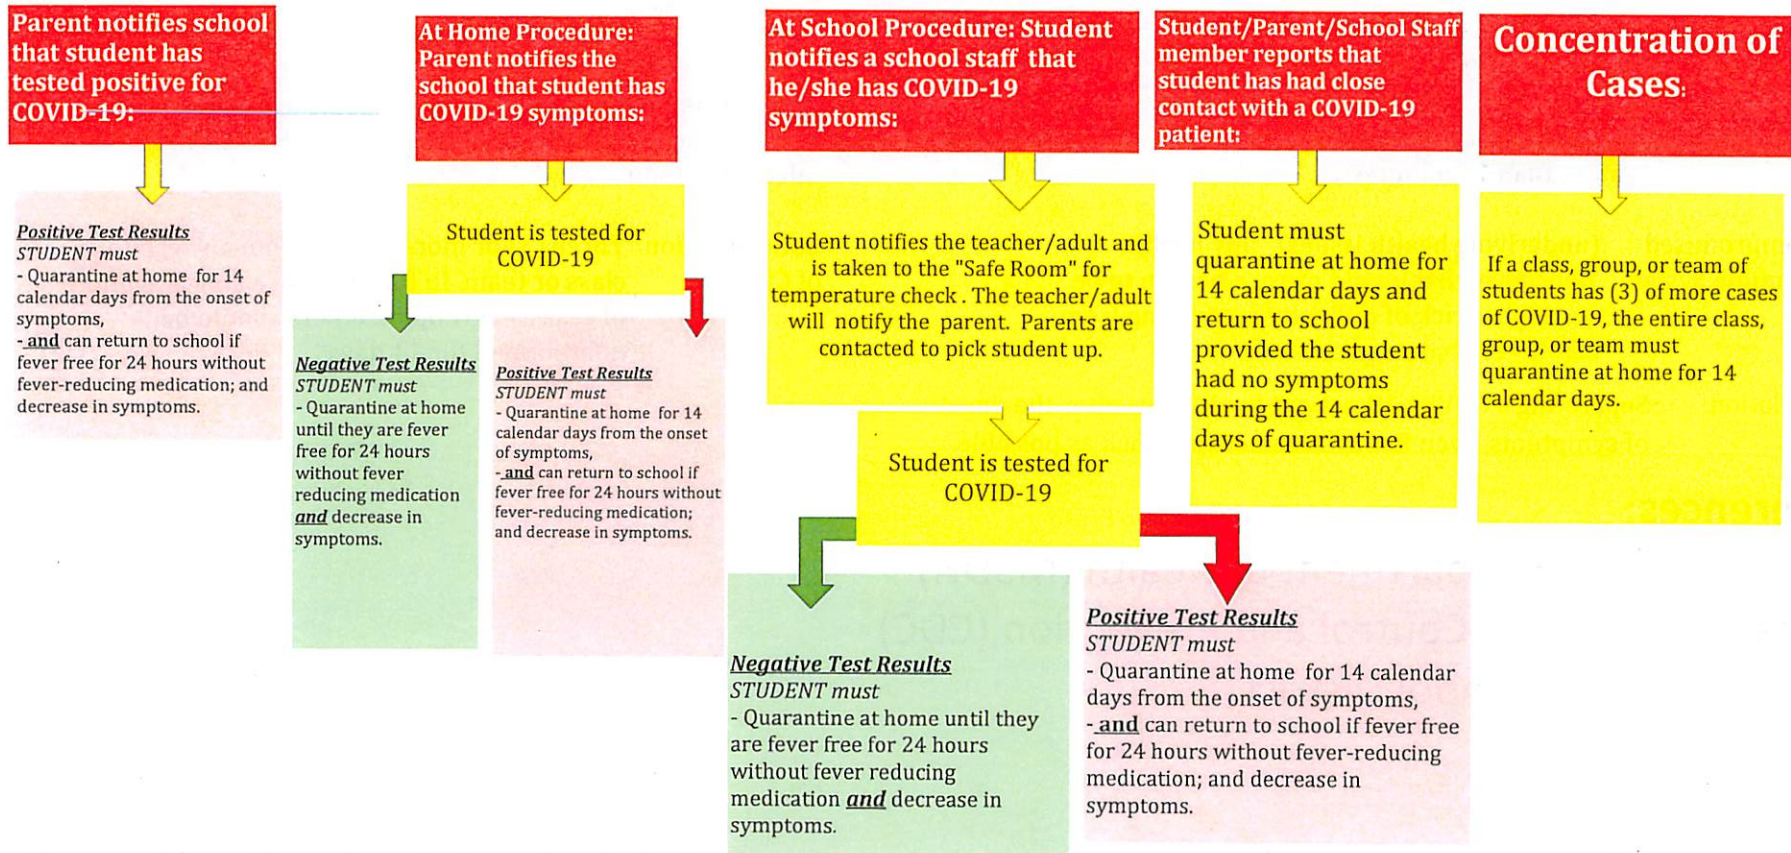 Parent notifies school
that student has
tested positive for
COVID-19:
Positive Test Results
STUDENT must
- Quarantine at home for 14
calendar days from the onset of
symptoms,
- and can return to school if
fever free for 24 hours without
fever-reducing medication; and
decrease in symptoms.
At Home Procedure:
Parent notifies the
school that student has
COVID-19 symptoms:
Student is tested for
COVID-19
Negative Test Results
STUDENT must
- Quarantine at home
until they are fever
free for 24 hours
without fever
reducing medication
and decrease in
symptoms.
Positive Test Results
STUDENT must
- Quarantine at home for 14
calendar days from the onset
of symptoms,
- and can return to school if
fever free for 24 hours without
fever-reducing medication;
and decrease in symptoms.
At School Procedure: Student
notifies a school staff that
he/she has COVID-19
symptoms:
Student notifies the teacher/adult and
is taken to the "Safe Room" for
temperature check . The teacher/adult
will notify the parent. Parents are
contacted to pick student up.
Student is tested for
COVID-19
Negative Test Results
STUDENT must
- Quarantine at home until they
are fever free for 24 hours
without fever reducing
medication and decrease in
symptoms.
Positive Test Results
STUDENT must
- Quarantine at home for 14 calendar
days from the onset of symptoms,
- and can return to school if fever free
for 24 hours without fever-reducing
medication; and decrease in
symptoms.
Student/Parent/School Staff
member reports that
student has had close
contact with a COVID-19
patient:
Student must
quarantine at home for
14 calendar days and
return to school
provided the student
had no symptoms
during the 14 calendar
days of quarantine.
Concentration of
Cases:
If a class, group, or team of
students has (3) of more cases
of COVID-19, the entire class,
group, or team must
quarantine at home for 14
calendar days.